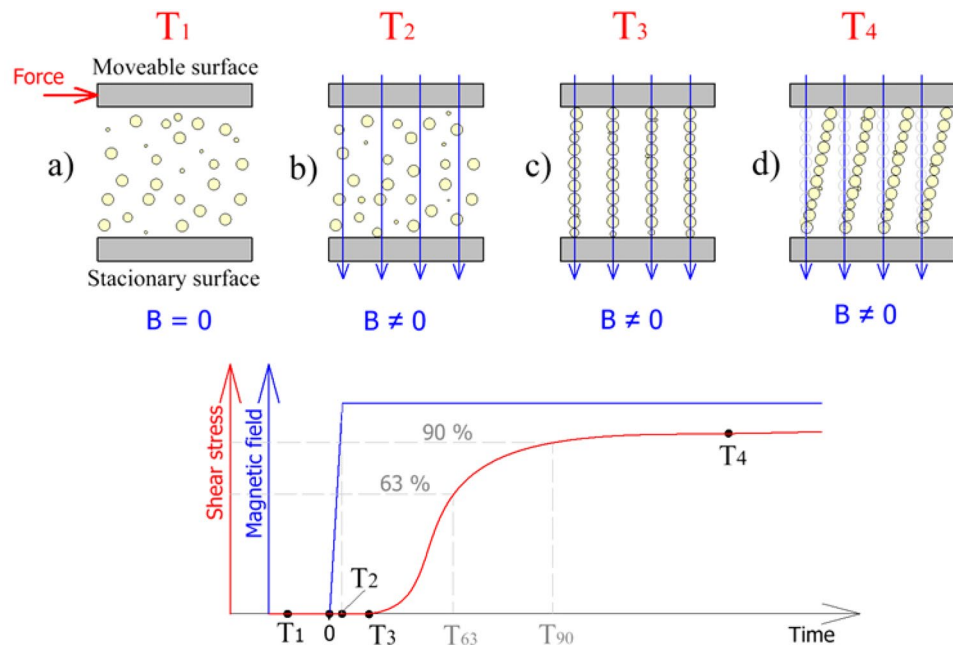 T1 T2 T3 T4
Force
Moveable surface
a) b) c) d)
Stacionary surface
B = 0 B ≠ 0 B ≠ 0 B ≠ 0
Shear stress
Magnetic field
90 %
63 %
T4
T2
T1 0 T3 T63 T90 Time